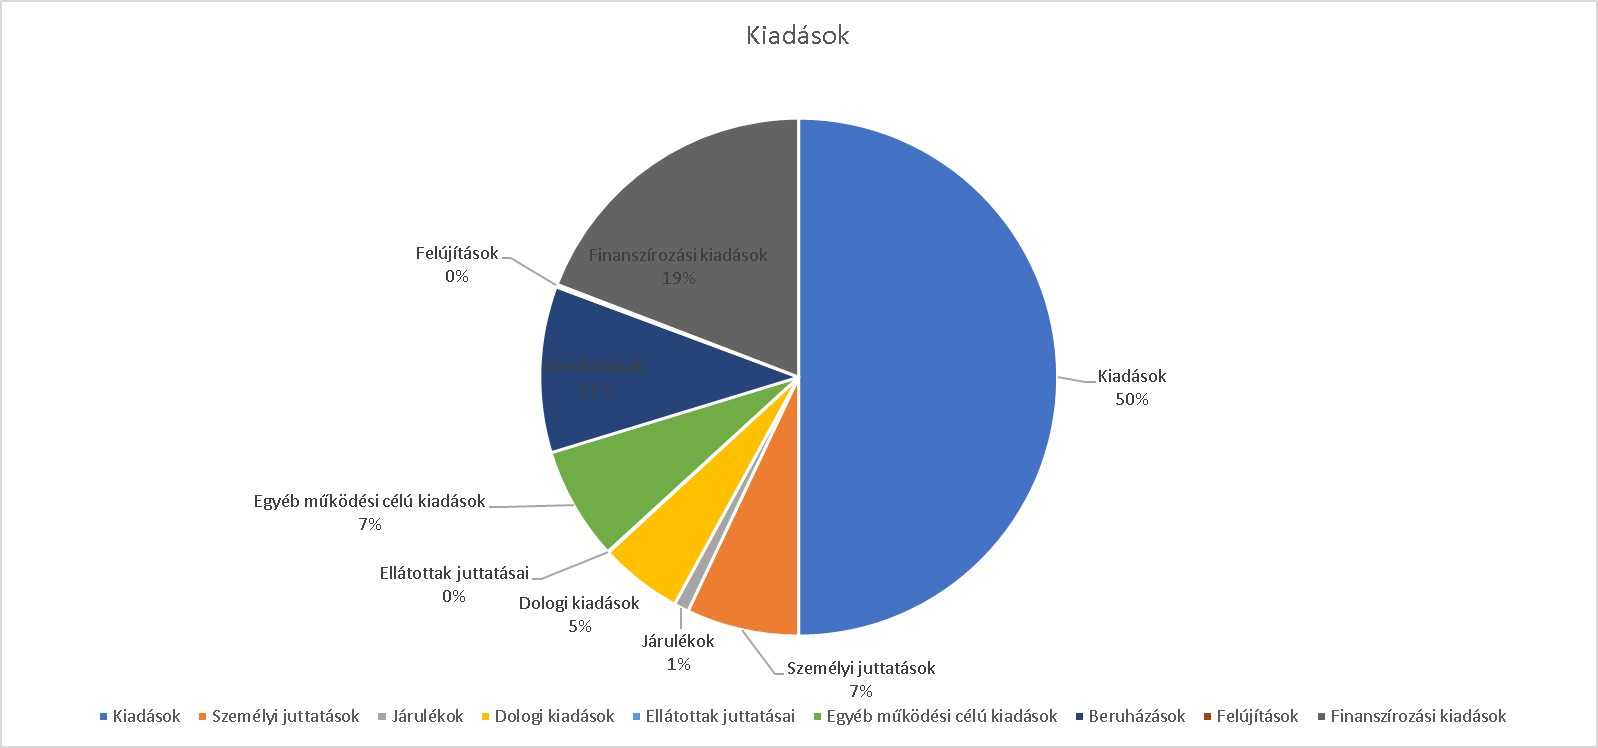 Kiadások
Felújítások
0%
Finanszírozási kiadások
19%
Beruházások
Kiadások
50%
Egyéb működési célú kiadások
7%
Ellátottak juttatásai
0%
Dologi kiadások
5%
Járulékok
1%
Személyi juttatások
7%
Kiadások Személyi juttatások Járulékok Dologi kiadások Ellátottak juttatásai Egyéb működési célú kiadások Beruházások Felújítások Finanszírozási kiadások